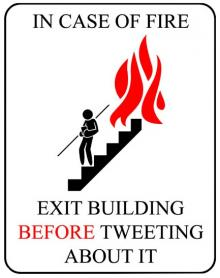 IN CASE OF FIRE
EXIT BUILDING
BEFORE TWEETING
ABOUT IT